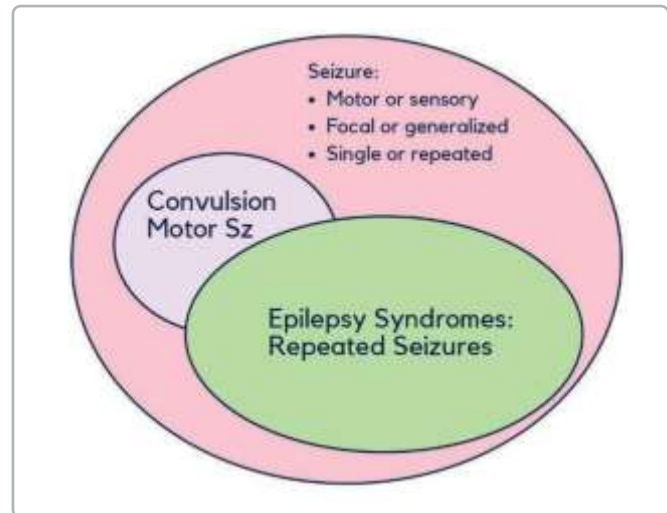 Seizure:
• Motor or sensory
• Focal or generalized
• Single or repeated
Convulsion
Motor Sz
Epilepsy Syndromes:
Repeated Seizures